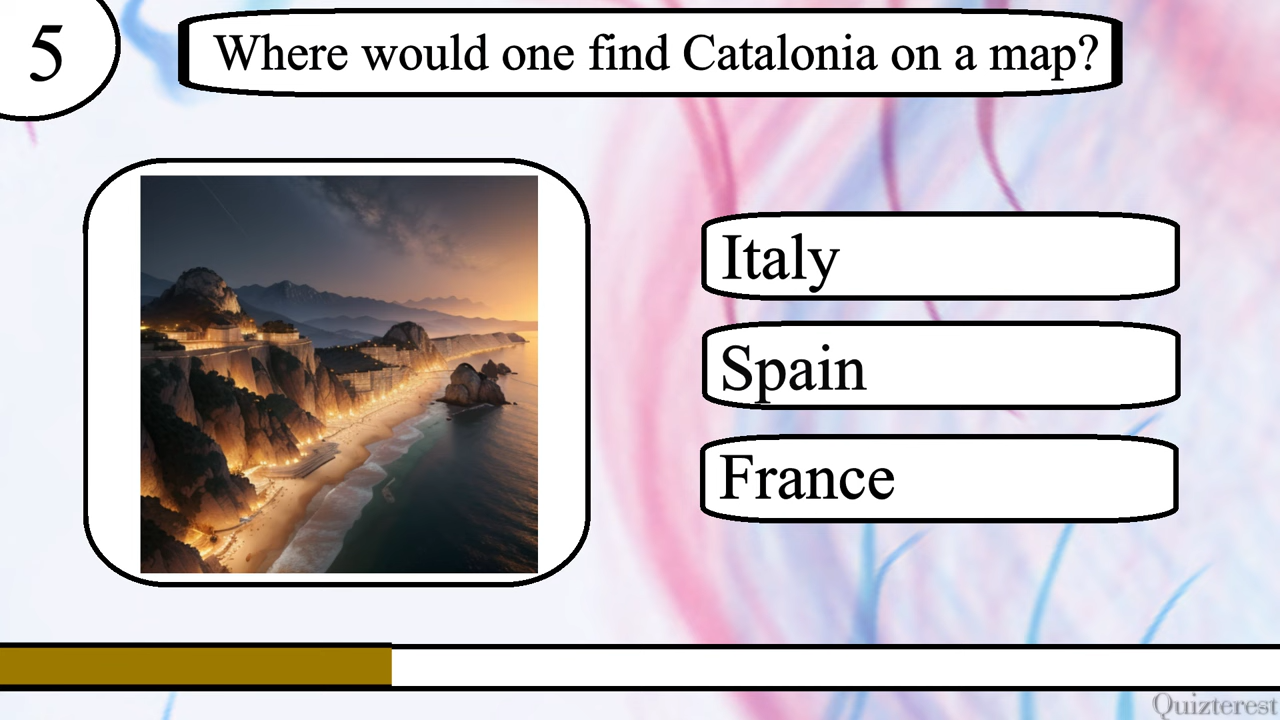 5
Where would one find Catalonia on a map?
Italy
Spain
France
Quizterest